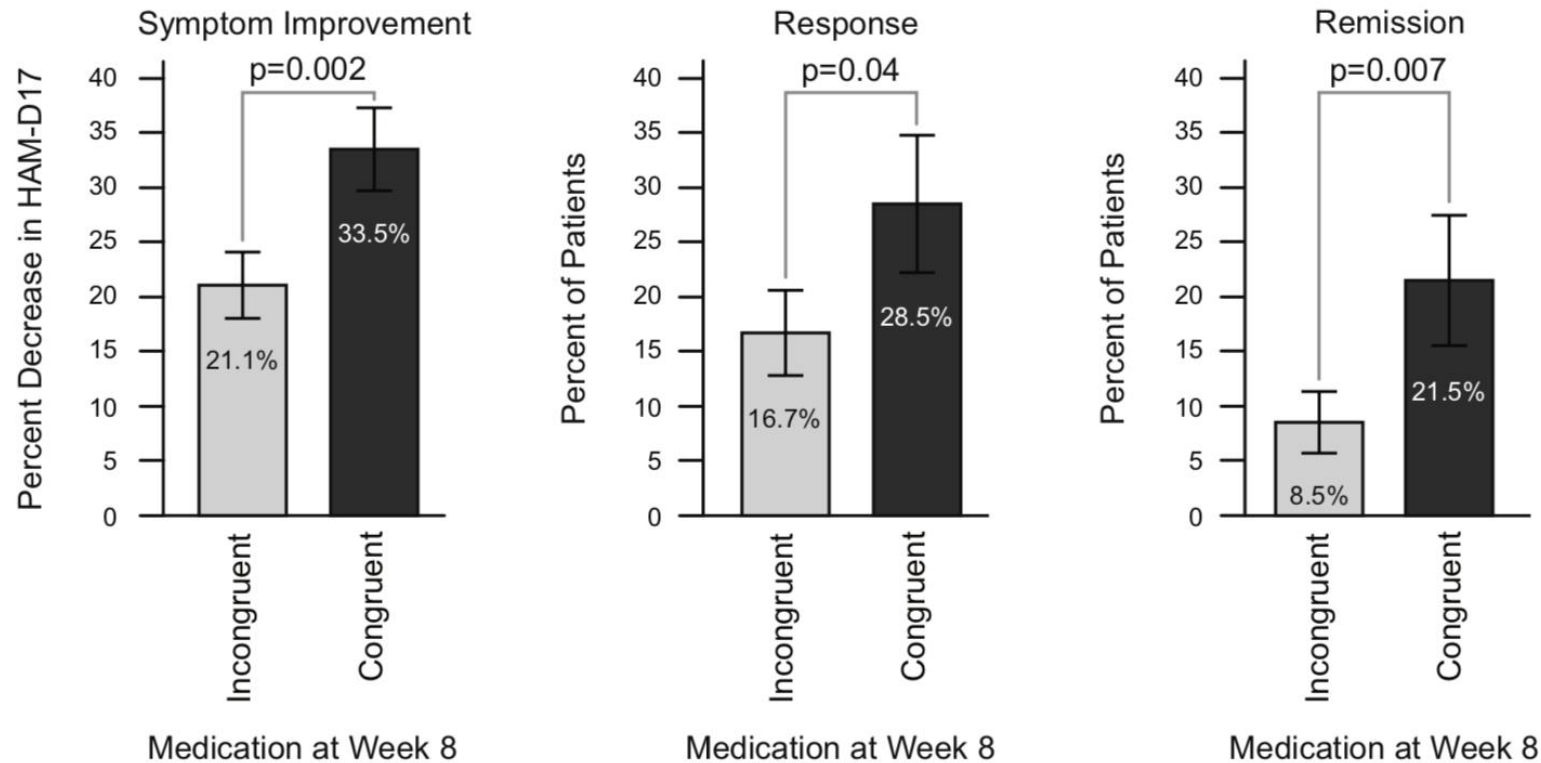 Symptom Improvement
p=0.002
Percent Decrease in HAM-D17
40
35
30
25
20
15
10
5
0
21.1%
33.5%
Incongruent
Congruent
Medication at Week 8
Response
p=0.04
Percent of Patients
40
35
30
25
20
15
10
5
0
16.7%
28.5%
Incongruent
Congruent
Medication at Week 8
Remission
p=0.007
Percent of Patients
40
35
30
25
20
15
10
5
0
8.5%
21.5%
Incongruent
Congruent
Medication at Week 8